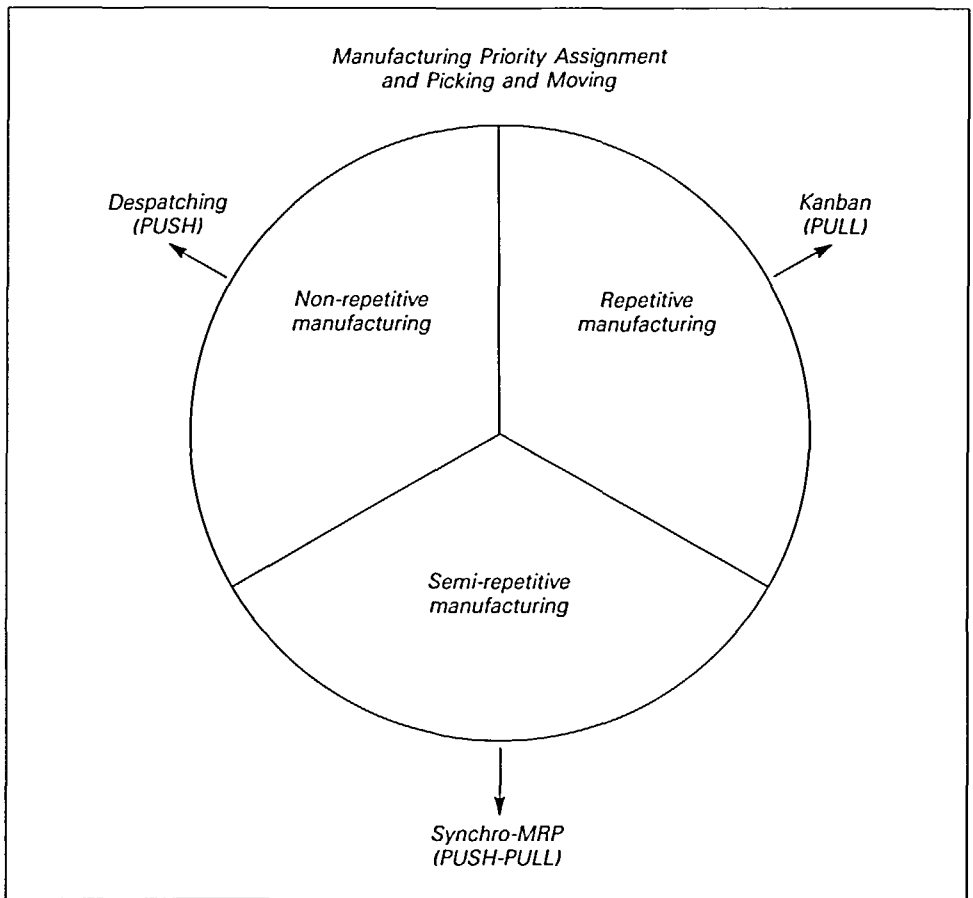 Manufacturing Priority Assignment
and Picking and Moving
Despatching
(PUSH)
Kanban
(PULL)
Non-repetitive
manufacturing
Repetitive
manufacturing
Semi-repetitive
manufacturing
Synchro-MRP
(PUSH-PULL)